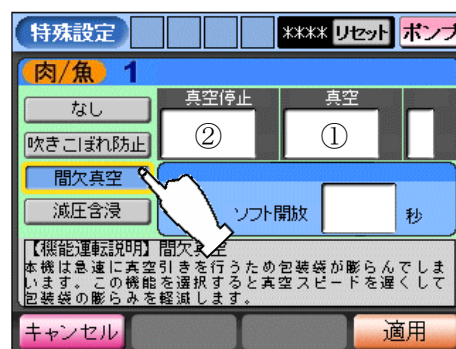 特殊設定 **** リセット ポンプ
肉/魚 1
なし
吹きこぼれ防止
間欠真空
減圧含浸
真空停止 真空
② ①
ソフト開放 秒
【機能運転説明】間欠真空
本機は急速に真空引きを行うため包装袋が膨らんでしま
います。この機能を選択すると真空スピードを遅くして
包装袋の膨らみを軽減します。
キャンセル 適用